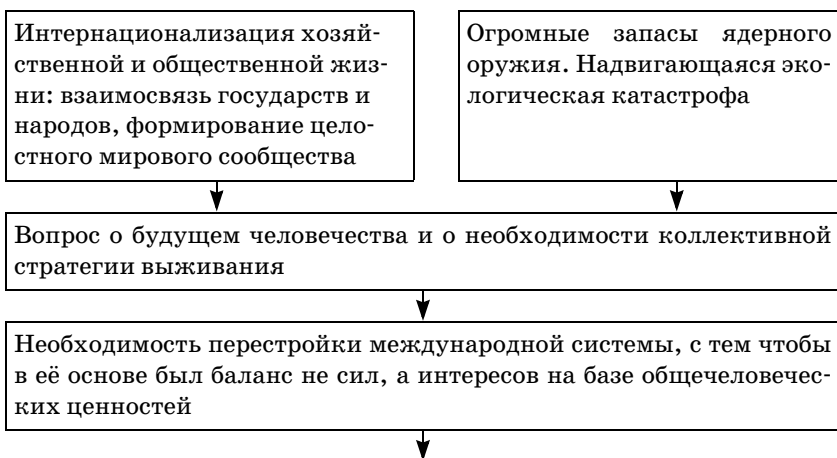 Интернационализация хозяй-
ственной и общественной жиз-
ни: взаимосвязь государств и
народов, формирование цело-
стного мирового сообщества
Огромные запасы ядерного
оружия. Надвигающаяся эко-
логическая катастрофа
Вопрос о будущем человечества и о необходимости коллективной
стратегии выживания
Необходимость перестройки международной системы, с тем чтобы
в её основе был баланс не сил, а интересов на базе общечеловечес-
ких ценностей